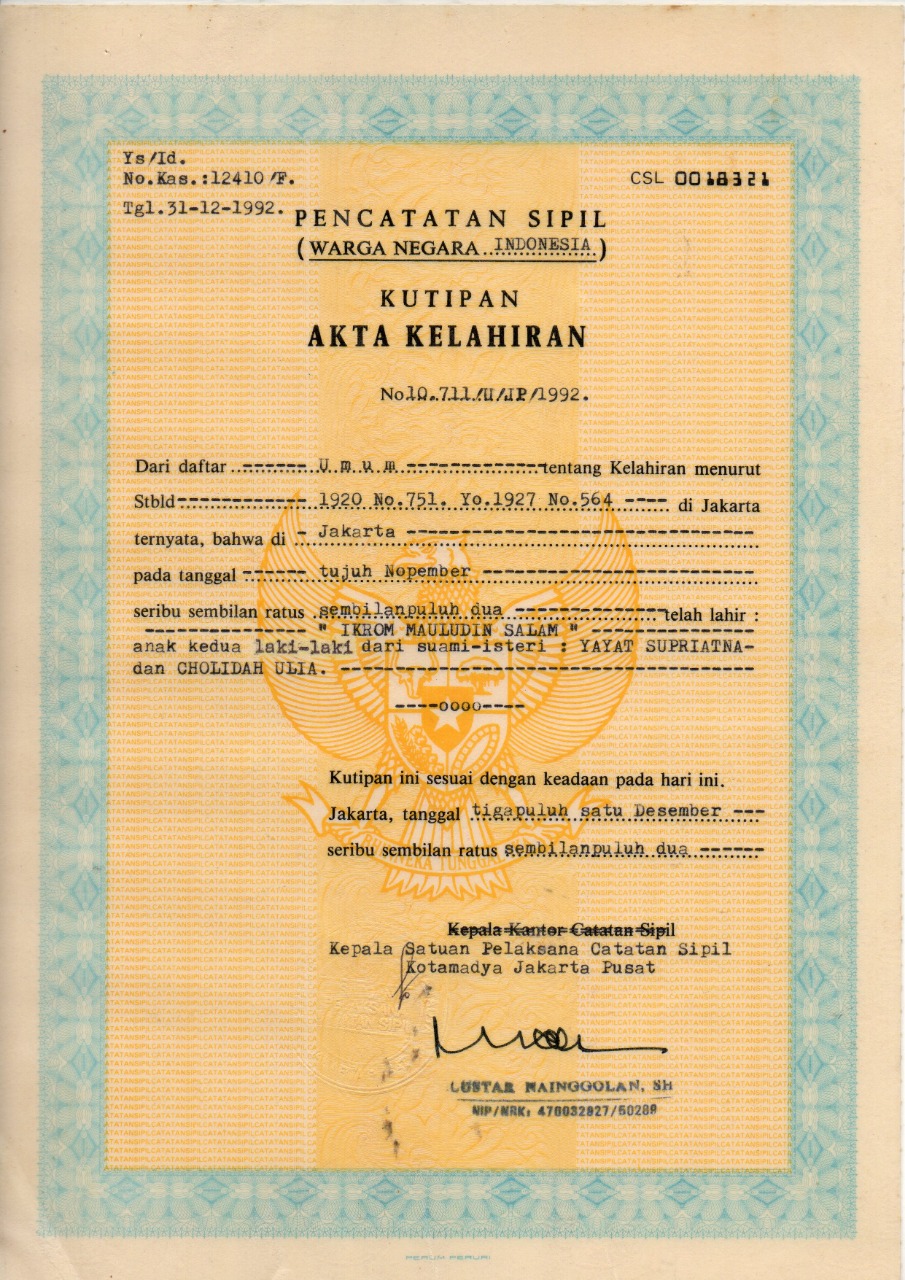 Ys/Id.
No.Kas.:12410/F.
Tgl.31-12-1992.
CSL 0018321
PENCATATAN SIPIL
(WARGA NEGARA INDONESIA)
KUTIPAN
AKTA KELAHIRAN
No 10.711/U/JP/1992.
Dari daftar ------- U m u m --------------tentang Kelahiran menurut
Stbld ------------- 1920 No.751. Yo.1927 No.564 ---- di Jakarta
ternyata, bahwa di - Jakarta --------------------------------
pada tanggal ------ tujuh Nopember -------------------------
seribu sembilan ratus sembilanpuluh dua --------------telah lahir :
--------------- " IKROM MAULUDIN SALAM " ---------------
anak kedua laki-laki dari suami-isteri : YAYAT SUPRIATNA-
dan CHOLIDAH ULIA. ---------------------------------------
----oooo----
Kutipan ini sesuai dengan keadaan pada hari ini.
Jakarta, tanggal tigapuluh satu Desember ---
seribu sembilan ratus sembilanpuluh dua ------
Kepala Kantor Catatan Sipil
Kepala Satuan Pelaksana Catatan Sipil
Kotamadya Jakarta Pusat
LUSTAR NAINGGOLAN, SH
NIP/NRK: 470032927/50289
PERUM PERURI